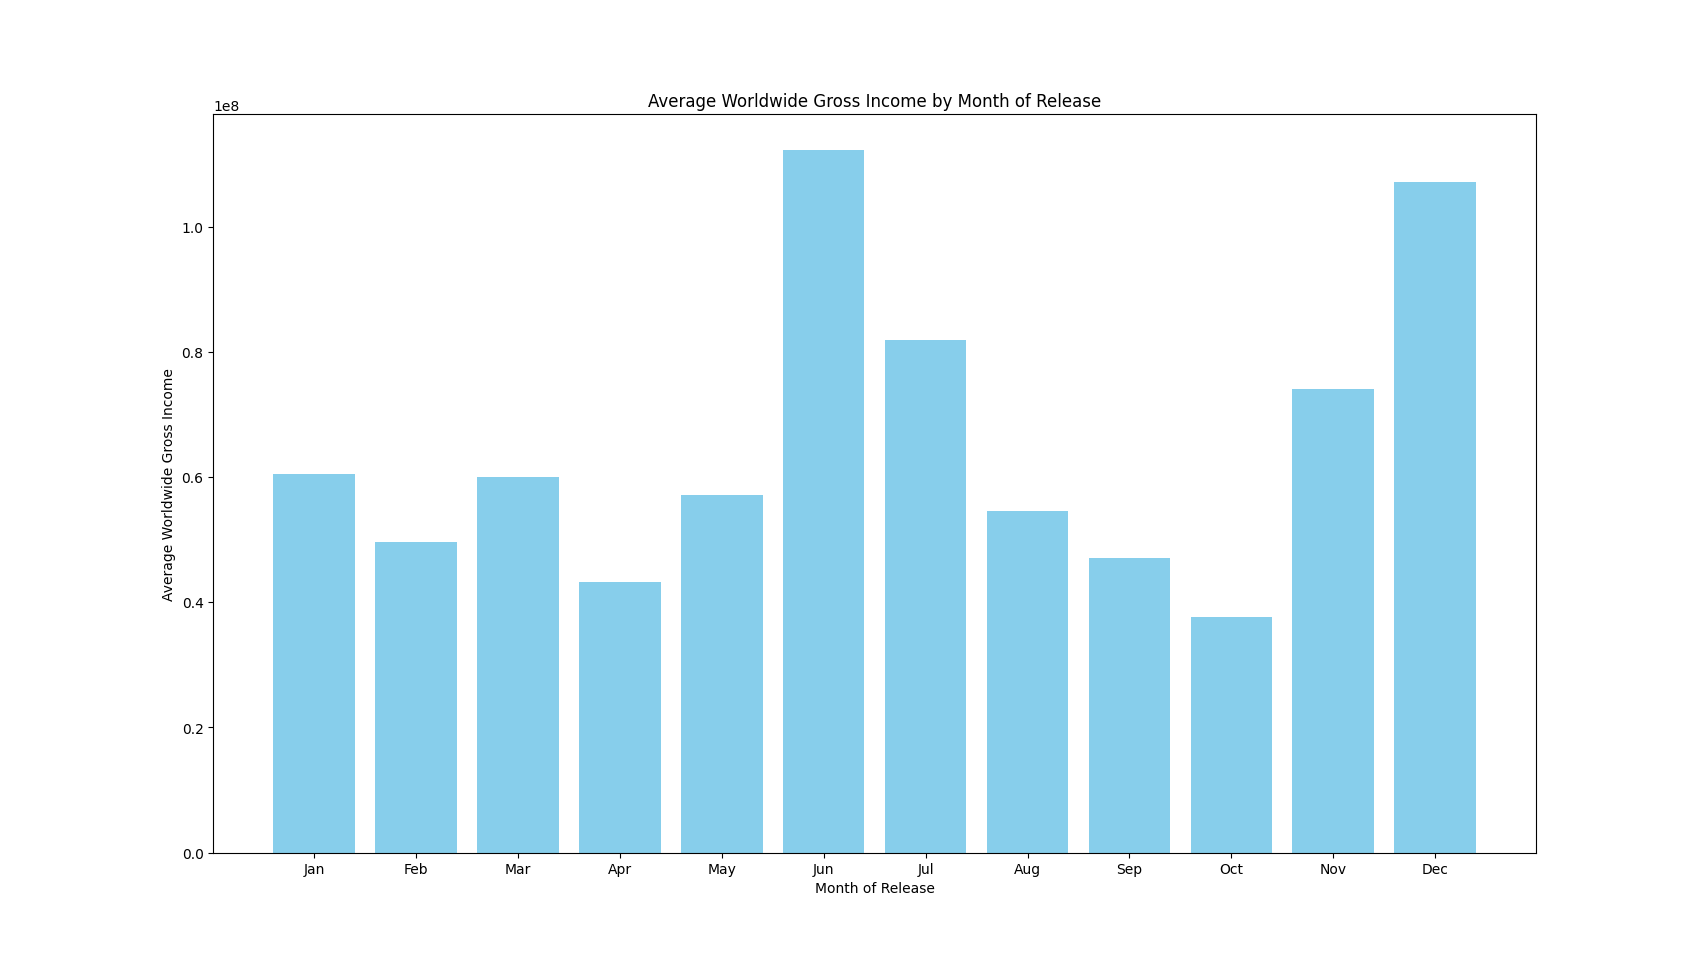 Average Worldwide Gross Income by Month of Release
1e8
1.0
0.8
0.6
0.4
0.2
0.0
Average Worldwide Gross Income
Jan Feb Mar Apr May Jun Jul Aug Sep Oct Nov Dec
Month of Release